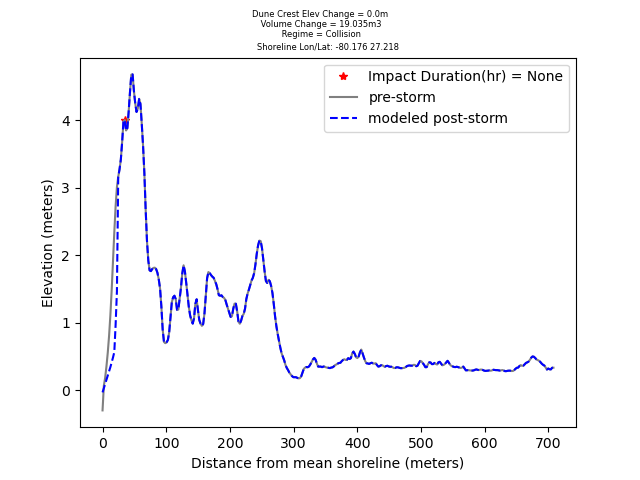 Dune Crest Elev Change = 0.0m
Volume Change = 19.035m3
Regime = Collision
Shoreline Lon/Lat: -80.176 27.218
Impact Duration(hr) = None
pre-storm
modeled post-storm
4
3
2
1
0
Elevation (meters)
0 100 200 300 400 500 600 700
Distance from mean shoreline (meters)